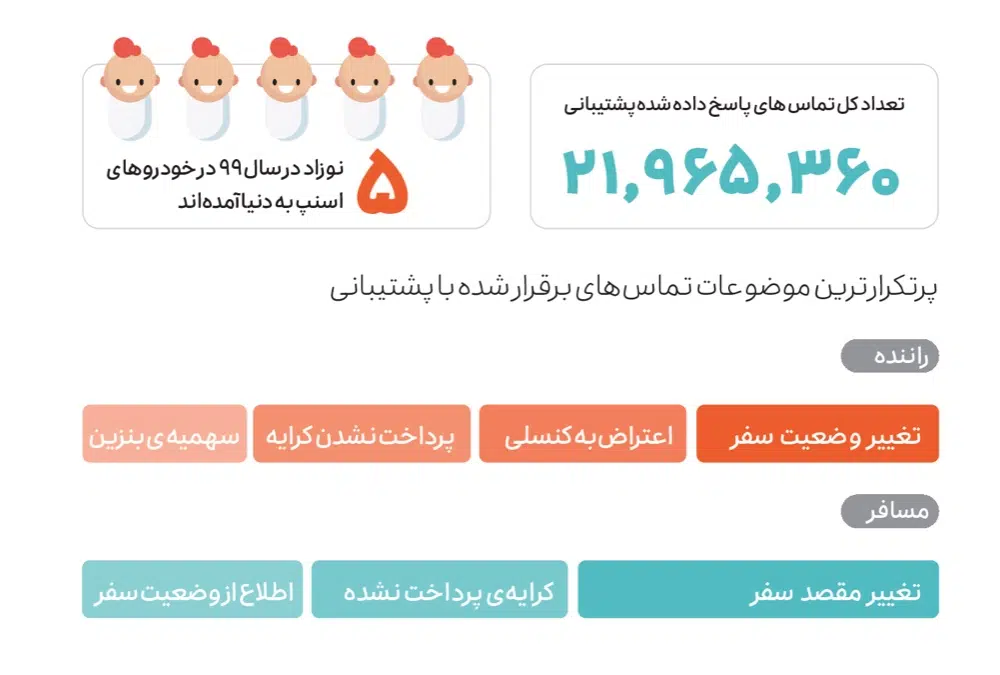 تعداد کل تماس‌های پاسخ داده شده پشتیبانی
۲۱,۹۶۵,۳۶۰
۵
نوزاد در سال ۹۹ در خودروهای
اسنپ به دنیا آمده‌اند
پرتکرارترین موضوعات تماس‌های برقرار شده با پشتیبانی
راننده
تغییر وضعیت سفر
اعتراض به کنسلی
پرداخت نشدن کرایه
سهمیه‌ی بنزین
مسافر
تغییر مقصد سفر
کرایه‌ی پرداخت نشده
اطلاع از وضعیت سفر